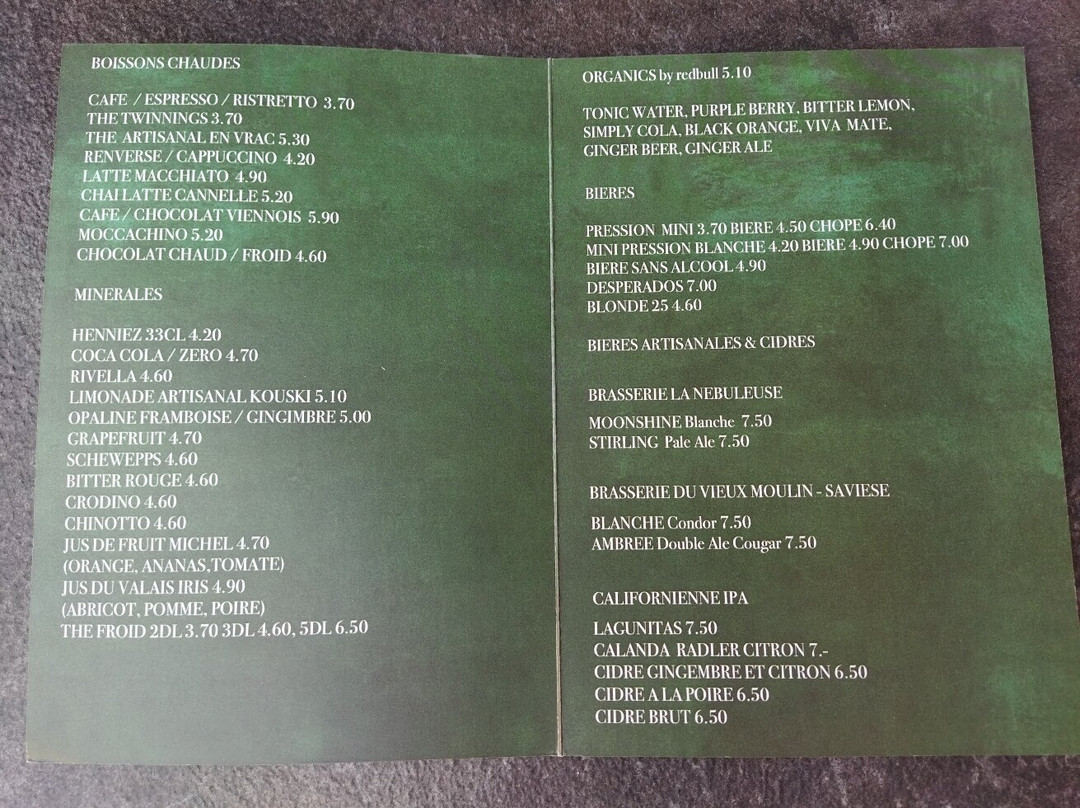 BOISSONS CHAUDES
CAFE / ESPRESSO / RISTRETTO 3.70
THE TWINNINGS 3.70
THE ARTISANAL EN VRAC 5.30
RENVERSE / CAPPUCCINO 4.20
LATTE MACCHIATO 4.90
CHAI LATTE CANNELLE 5.20
CAFE / CHOCOLAT VIENNOIS 5.90
MOCCACHINO 5.20
CHOCOLAT CHAUD / FROID 4.60
MINERALES
HENNIEZ 33CL 4.20
COCA COLA / ZERO 4.70
RIVELLA 4.60
LIMONADE ARTISANAL KOUSKI 5.10
OPALINE FRAMBOISE / GINGIMBRE 5.00
GRAPEFRUIT 4.70
SCHEWEPPS 4.60
BITTER ROUGE 4.60
CRODINO 4.60
CHINOTTO 4.60
JUS DE FRUIT MICHEL 4.70
(ORANGE, ANANAS,TOMATE)
JUS DU VALAIS IRIS 4.90
(ABRICOT, POMME, POIRE)
THE FROID 2DL 3.70 3DL 4.60, 5DL 6.50
ORGANICS by redbull 5.10
TONIC WATER, PURPLE BERRY, BITTER LEMON,
SIMPLY COLA, BLACK ORANGE, VIVA MATE,
GINGER BEER, GINGER ALE
BIERES
PRESSION MINI 3.70 BIERE 4.50 CHOPE 6.40
MINI PRESSION BLANCHE 4.20 BIERE 4.90 CHOPE 7.00
BIERE SANS ALCOOL 4.90
DESPERADOS 7.00
BLONDE 25 4.60
BIERES ARTISANALES & CIDRES
BRASSERIE LA NEBULEUSE
MOONSHINE Blanche 7.50
STIRLING Pale Ale 7.50
BRASSERIE DU VIEUX MOULIN - SAVIESE
BLANCHE Condor 7.50
AMBREE Double Ale Cougar 7.50
CALIFORNIENNE IPA
LAGUNITAS 7.50
CALANDA RADLER CITRON 7.-
CIDRE GINGEMBRE ET CITRON 6.50
CIDRE A LA POIRE 6.50
CIDRE BRUT 6.50